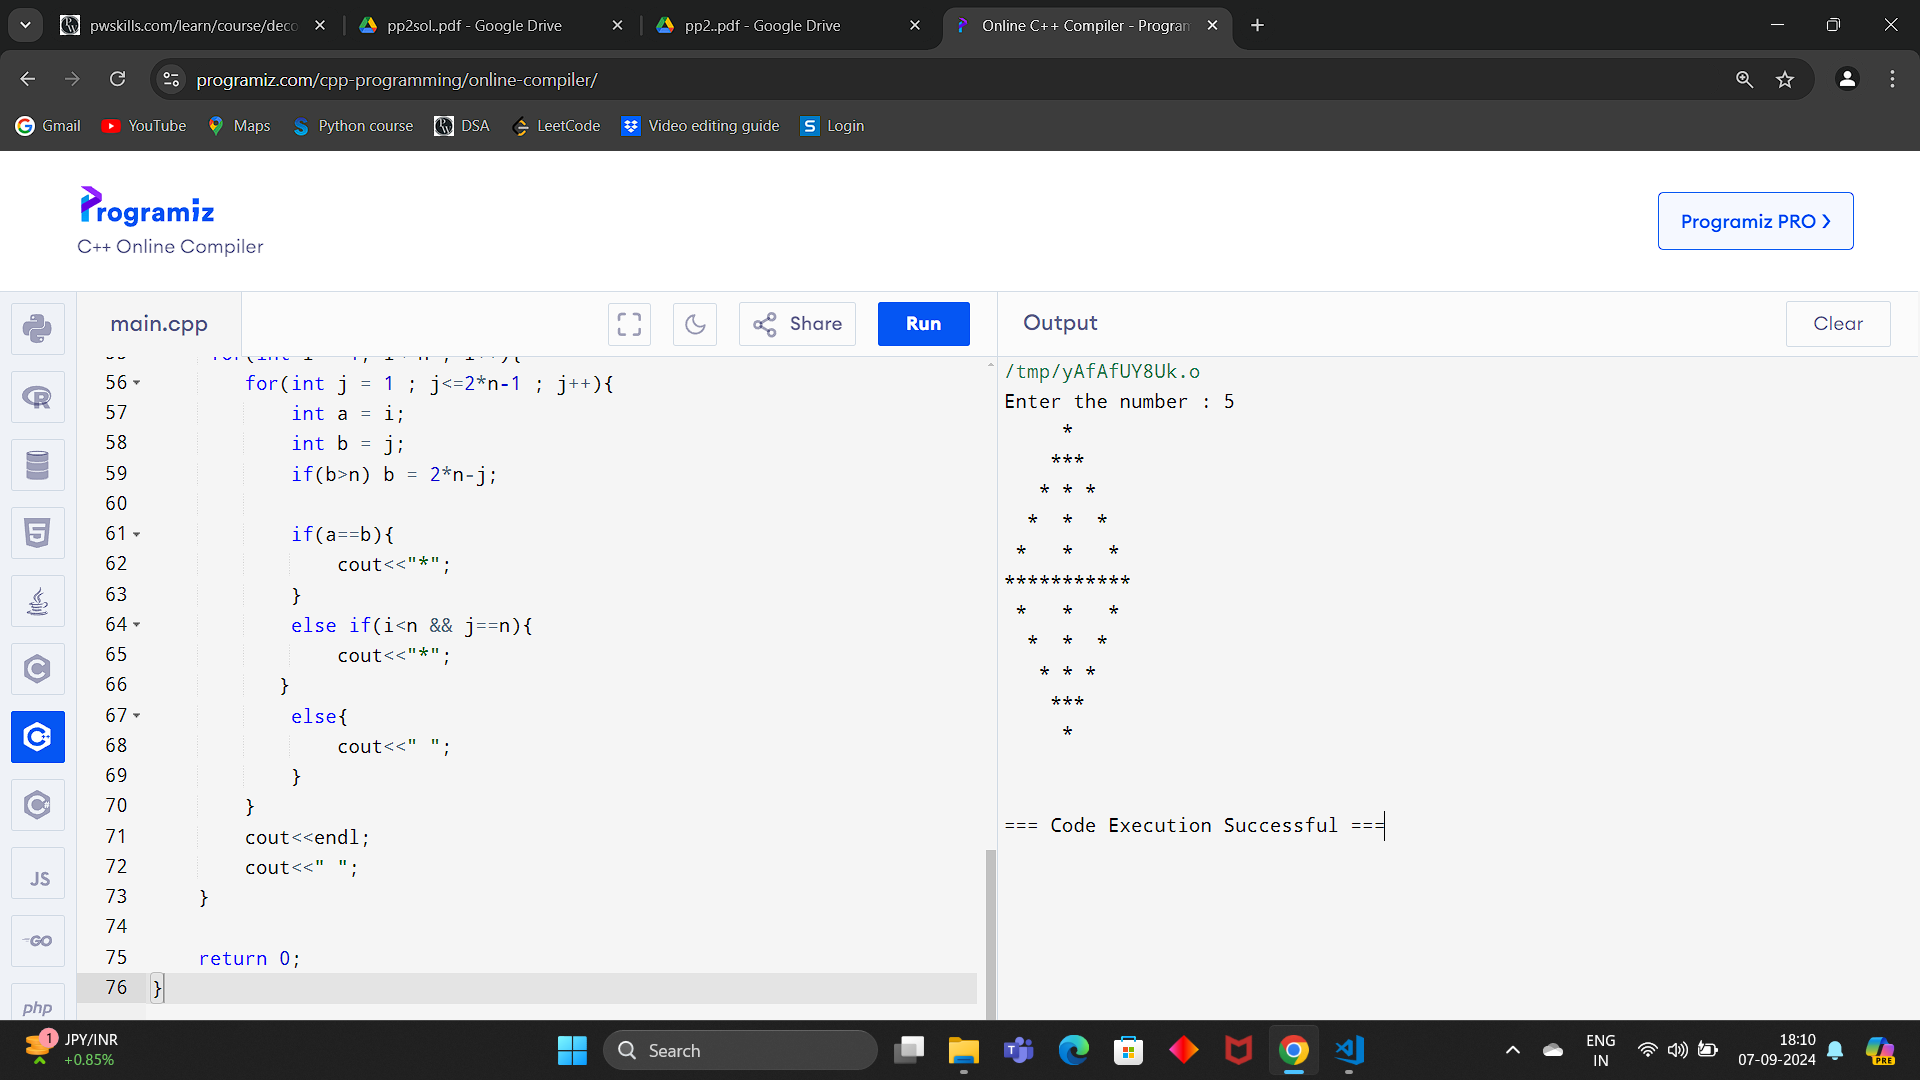 pwskills.com/learn/course/deco
pp2sol..pdf - Google Drive
pp2..pdf - Google Drive
Online C++ Compiler - Program
programiz.com/cpp-programming/online-compiler/
Gmail
YouTube
Maps
Python course
DSA
LeetCode
Video editing guide
Login
Programiz
C++ Online Compiler
Programiz PRO >
main.cpp
Share
Run
Output
Clear
56 for(int j = 1 ; j<=2*n-1 ; j++){
57 int a = i;
58 int b = j;
59 if(b>n) b = 2*n-j;
60
61 if(a==b){
62 cout<<"*";
63 }
64 else if(i<n && j==n){
65 cout<<"*";
66 }
67 else{
68 cout<<" ";
69 }
70 }
71 cout<<endl;
72 cout<<" ";
73 }
74
75 return 0;
76 }
/tmp/yAfAfUY8Uk.o
Enter the number : 5
     *
    ***
   * * *
  *  *  *
 *   *   *
***********
 *   *   *
  *  *  *
   * * *
    ***
     *
=== Code Execution Successful ===
JS
GO
php
1
JPY/INR
+0.85%
Search
ENG
IN
18:10
07-09-2024
PRE